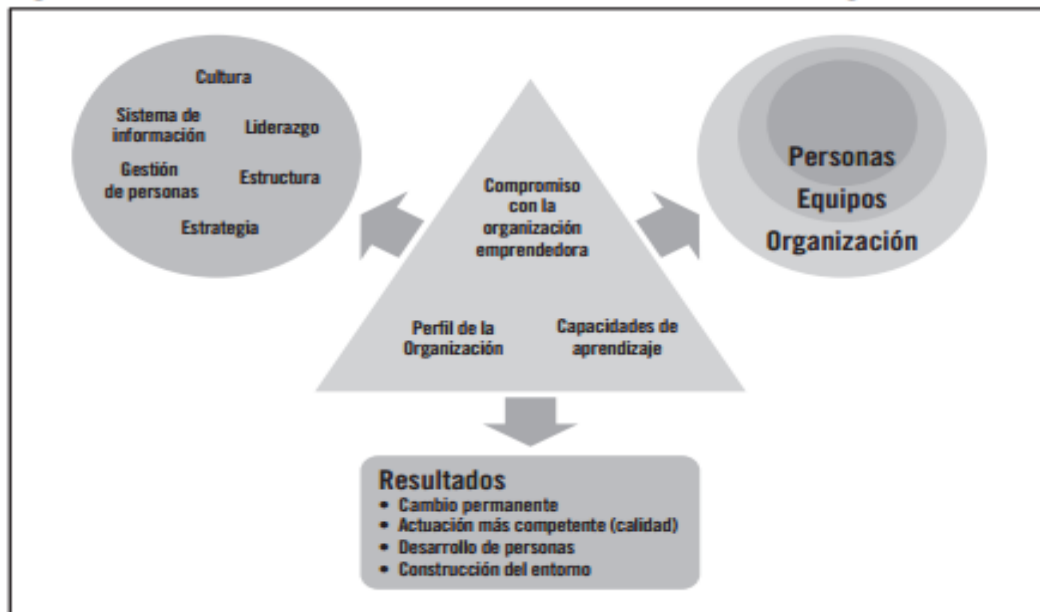 Cultura
Sistema de
información
Liderazgo
Gestión
de personas
Estructura
Estrategia
Compromiso
con la
organización
emprendedora
Perfil de la
Organización
Capacidades de
aprendizaje
Personas
Equipos
Organización
Resultados
• Cambio permanente
• Actuación más competente (calidad)
• Desarrollo de personas
• Construcción del entorno